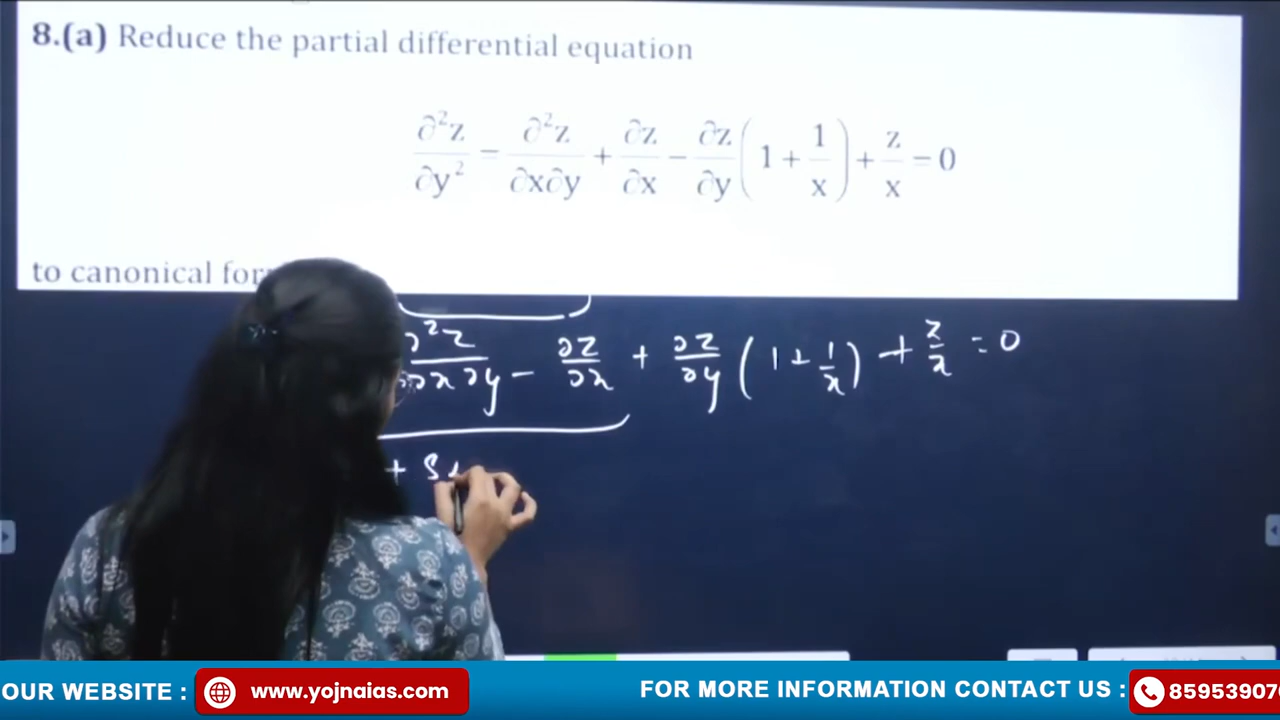 8.(a) Reduce the partial differential equation
∂²z/∂y² − ∂²z/∂x∂y + ∂z/∂x − ∂z/∂y (1 + 1/x) + z/x = 0
to canonical for
∂²z/∂x∂y − ∂z/∂x + ∂z/∂y (1 + 1/x) + z/x = 0
+ S
OUR WEBSITE : www.yojnaias.com FOR MORE INFORMATION CONTACT US : 859539070